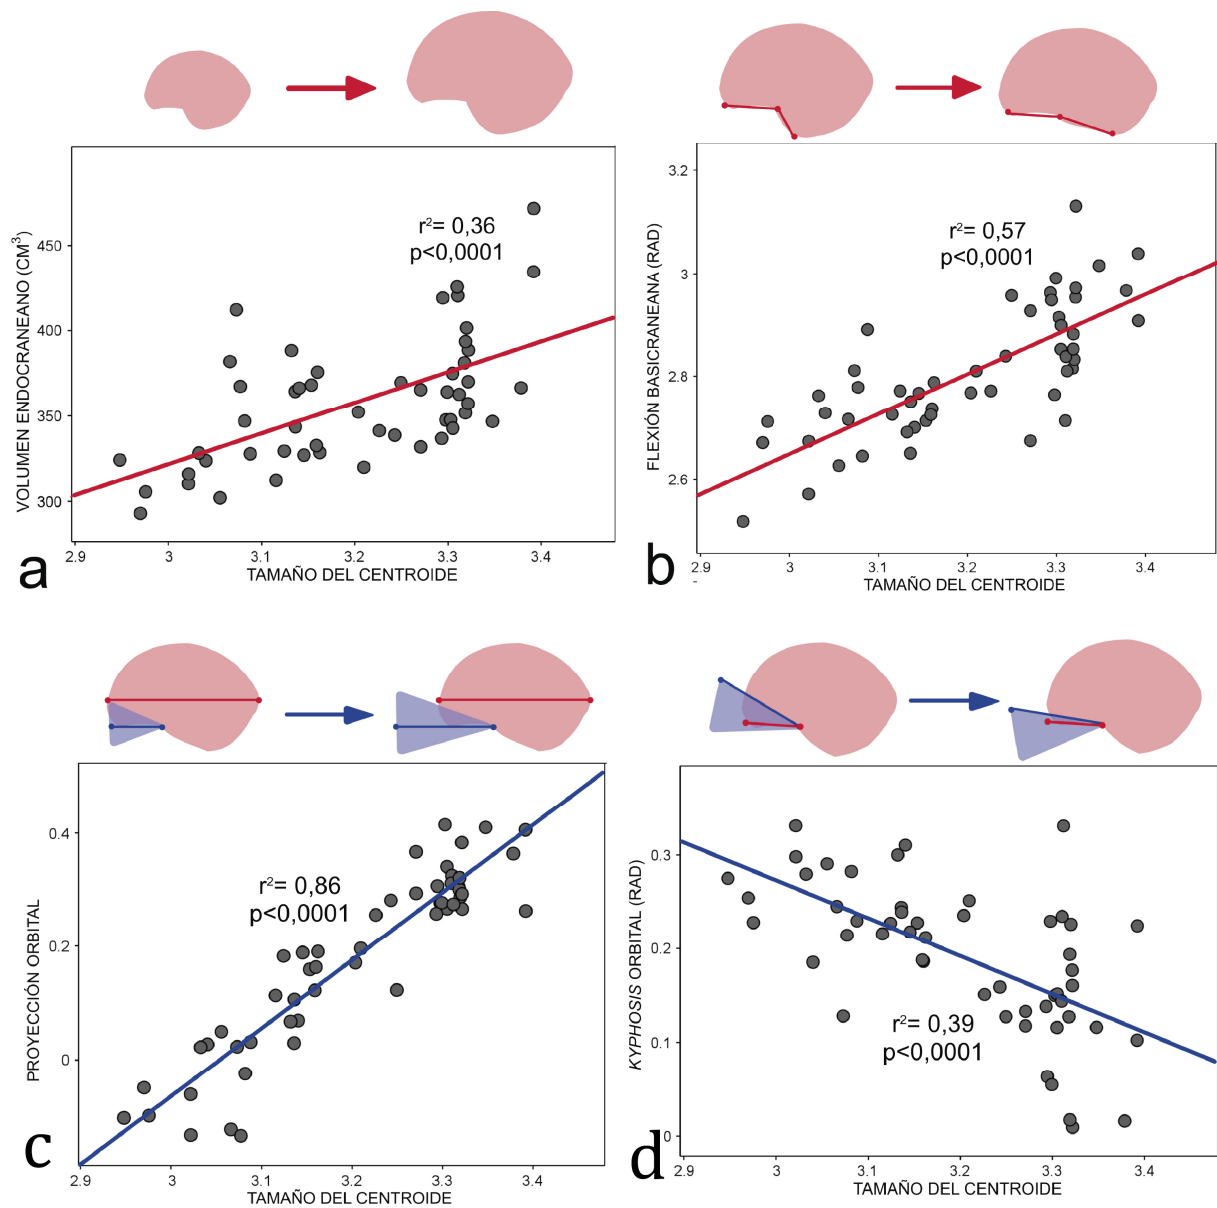 r²= 0,36
p<0,0001
VOLUMEN ENDOCRANEANO (CM³)
450
400
350
300
2.9
3
3.1
3.2
3.3
3.4
TAMAÑO DEL CENTROIDE
a
r²= 0,57
p<0,0001
FLEXIÓN BASICRANEANA (RAD)
3.2
3
2.8
2.6
2.9
3
3.1
3.2
3.3
3.4
TAMAÑO DEL CENTROIDE
b
r²= 0,86
p<0,0001
PROYECCIÓN ORBITAL
0.4
0.2
0
2.9
3
3.1
3.2
3.3
3.4
TAMAÑO DEL CENTROIDE
c
r²= 0,39
p<0,0001
KYPHOSIS ORBITAL (RAD)
0.3
0.2
0.1
0
2.9
3
3.1
3.2
3.3
3.4
TAMAÑO DEL CENTROIDE
d